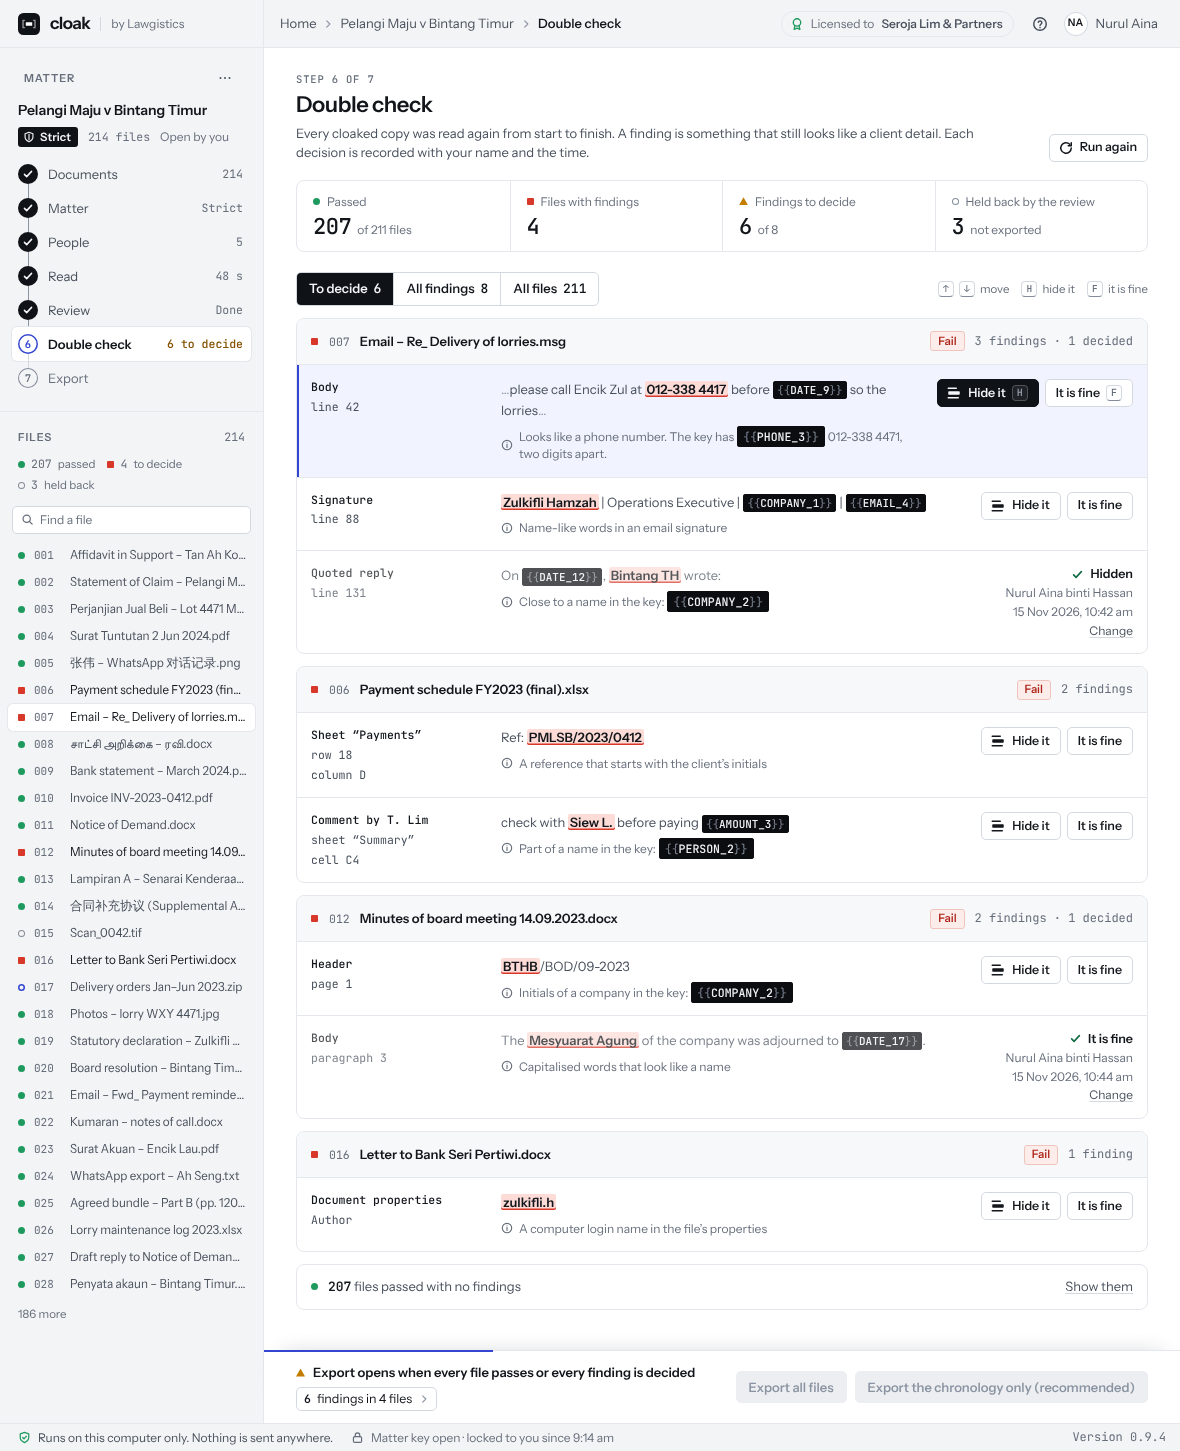 cloak
by Lawgistics
Home > Pelangi Maju v Bintang Timur > Double check
Licensed to Seroja Lim & Partners
NA Nurul Aina
MATTER
Pelangi Maju v Bintang Timur
Strict 214 files Open by you
Documents 214
Matter Strict
People 5
Read 48 s
Review Done
6 Double check 6 to decide
7 Export
FILES 214
207 passed 4 to decide
3 held back
Find a file
001 Affidavit in Support – Tan Ah Ko…
002 Statement of Claim – Pelangi M…
003 Perjanjian Jual Beli – Lot 4471 M…
004 Surat Tuntutan 2 Jun 2024.pdf
005 张伟 – WhatsApp 对话记录.png
006 Payment schedule FY2023 (fin…
007 Email – Re_ Delivery of lorries.m…
008 சாட்சி அறிக்கை – ரவி.docx
009 Bank statement – March 2024.p…
010 Invoice INV-2023-0412.pdf
011 Notice of Demand.docx
012 Minutes of board meeting 14.09…
013 Lampiran A – Senarai Kenderaa…
014 合同补充协议 (Supplemental A…
015 Scan_0042.tif
016 Letter to Bank Seri Pertiwi.docx
017 Delivery orders Jan–Jun 2023.zip
018 Photos – lorry WXY 4471.jpg
019 Statutory declaration – Zulkifli …
020 Board resolution – Bintang Tim…
021 Email – Fwd_ Payment reminde…
022 Kumaran – notes of call.docx
023 Surat Akuan – Encik Lau.pdf
024 WhatsApp export – Ah Seng.txt
025 Agreed bundle – Part B (pp. 120…
026 Lorry maintenance log 2023.xlsx
027 Draft reply to Notice of Deman…
028 Penyata akaun – Bintang Timur.…
186 more
STEP 6 OF 7
Double check
Every cloaked copy was read again from start to finish. A finding is something that still looks like a client detail. Each
decision is recorded with your name and the time.
Run again
Passed
207 of 211 files
Files with findings
4
Findings to decide
6 of 8
Held back by the review
3 not exported
To decide 6
All findings 8
All files 211
↑ ↓ move H hide it F it is fine
007 Email – Re_ Delivery of lorries.msg
Fail 3 findings · 1 decided
Body
line 42
…please call Encik Zul at 012-338 4417 before {{DATE_9}} so the
lorries…
Looks like a phone number. The key has {{PHONE_3}} 012-338 4471,
two digits apart.
Hide it H
It is fine F
Signature
line 88
Zulkifli Hamzah | Operations Executive | {{COMPANY_1}} | {{EMAIL_4}}
Name-like words in an email signature
Hide it
It is fine
Quoted reply
line 131
On {{DATE_12}}, Bintang TH wrote:
Close to a name in the key: {{COMPANY_2}}
Hidden
Nurul Aina binti Hassan
15 Nov 2026, 10:42 am
Change
006 Payment schedule FY2023 (final).xlsx
Fail 2 findings
Sheet “Payments”
row 18
column D
Ref: PMLSB/2023/0412
A reference that starts with the client’s initials
Hide it
It is fine
Comment by T. Lim
sheet “Summary”
cell C4
check with Siew L. before paying {{AMOUNT_3}}
Part of a name in the key: {{PERSON_2}}
Hide it
It is fine
012 Minutes of board meeting 14.09.2023.docx
Fail 2 findings · 1 decided
Header
page 1
BTHB/BOD/09-2023
Initials of a company in the key: {{COMPANY_2}}
Hide it
It is fine
Body
paragraph 3
The Mesyuarat Agung of the company was adjourned to {{DATE_17}}.
Capitalised words that look like a name
It is fine
Nurul Aina binti Hassan
15 Nov 2026, 10:44 am
Change
016 Letter to Bank Seri Pertiwi.docx
Fail 1 finding
Document properties
Author
zulkifli.h
A computer login name in the file’s properties
Hide it
It is fine
207 files passed with no findings
Show them
Export opens when every file passes or every finding is decided
6 findings in 4 files >
Export all files
Export the chronology only (recommended)
Runs on this computer only. Nothing is sent anywhere.
Matter key open · locked to you since 9:14 am
Version 0.9.4